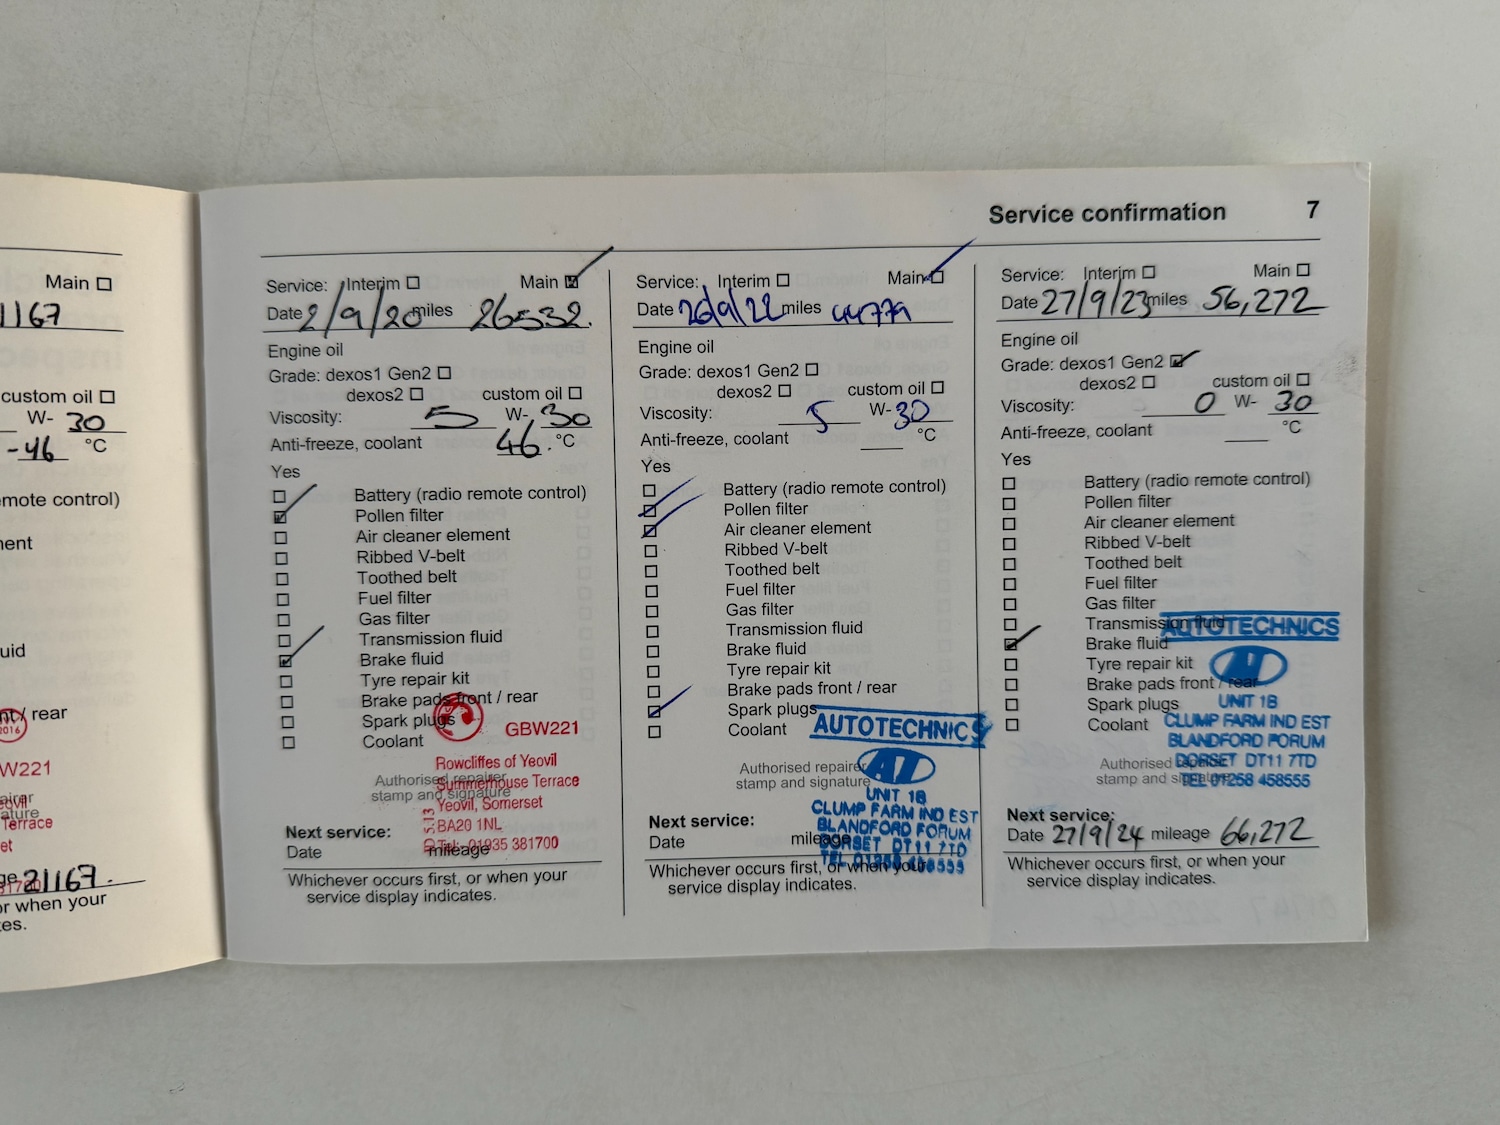 Service confirmation 7
Main
1167
custom oil
W- 30
-46 °C
emote control)
ent
uid
nt / rear
2016
W221
eovil
Terrace
et
ge 21167.
or when your
es.
Service: Interim Main
Date 2/9/20 miles 26532.
Engine oil
Grade: dexos1 Gen2
dexos2 custom oil
Viscosity: 5 W- 30
Anti-freeze, coolant 46. °C
Yes
Battery (radio remote control)
Pollen filter
Air cleaner element
Ribbed V-belt
Toothed belt
Fuel filter
Gas filter
Transmission fluid
Brake fluid
Tyre repair kit
Brake pads front / rear
Spark plugs
Coolant
GBW221
Authorised repairer
stamp and signature
Rowcliffes of Yeovil
Summerhouse Terrace
Yeovil, Somerset
BA20 1NL
Tel: 01935 381700
Next service:
Date mileage
Whichever occurs first, or when your
service display indicates.
Service: Interim Main
Date 26/9/22 miles 44779
Engine oil
Grade: dexos1 Gen2
dexos2 custom oil
Viscosity: 5 W- 30
Anti-freeze, coolant °C
Yes
Battery (radio remote control)
Pollen filter
Air cleaner element
Ribbed V-belt
Toothed belt
Fuel filter
Gas filter
Transmission fluid
Brake fluid
Tyre repair kit
Brake pads front / rear
Spark plugs
Coolant
Authorised repairer
stamp and signature
AUTOTECHNICS
AT
UNIT 1B
CLUMP FARM IND EST
BLANDFORD FORUM
DORSET DT11 7TD
TEL 01258 458555
Next service:
Date mileage
Whichever occurs first, or when your
service display indicates.
Service: Interim Main
Date 27/9/23 miles 56,272
Engine oil
Grade: dexos1 Gen2
dexos2 custom oil
Viscosity: 0 W- 30
Anti-freeze, coolant °C
Yes
Battery (radio remote control)
Pollen filter
Air cleaner element
Ribbed V-belt
Toothed belt
Fuel filter
Gas filter
Transmission fluid
Brake fluid
Tyre repair kit
Brake pads front / rear
Spark plugs
Coolant
Authorised repairer
stamp and signature
AUTOTECHNICS
AT
UNIT 1B
CLUMP FARM IND EST
BLANDFORD FORUM
DORSET DT11 7TD
TEL 01258 458555
Next service:
Date 27/9/24 mileage 66,272
Whichever occurs first, or when your
service display indicates.